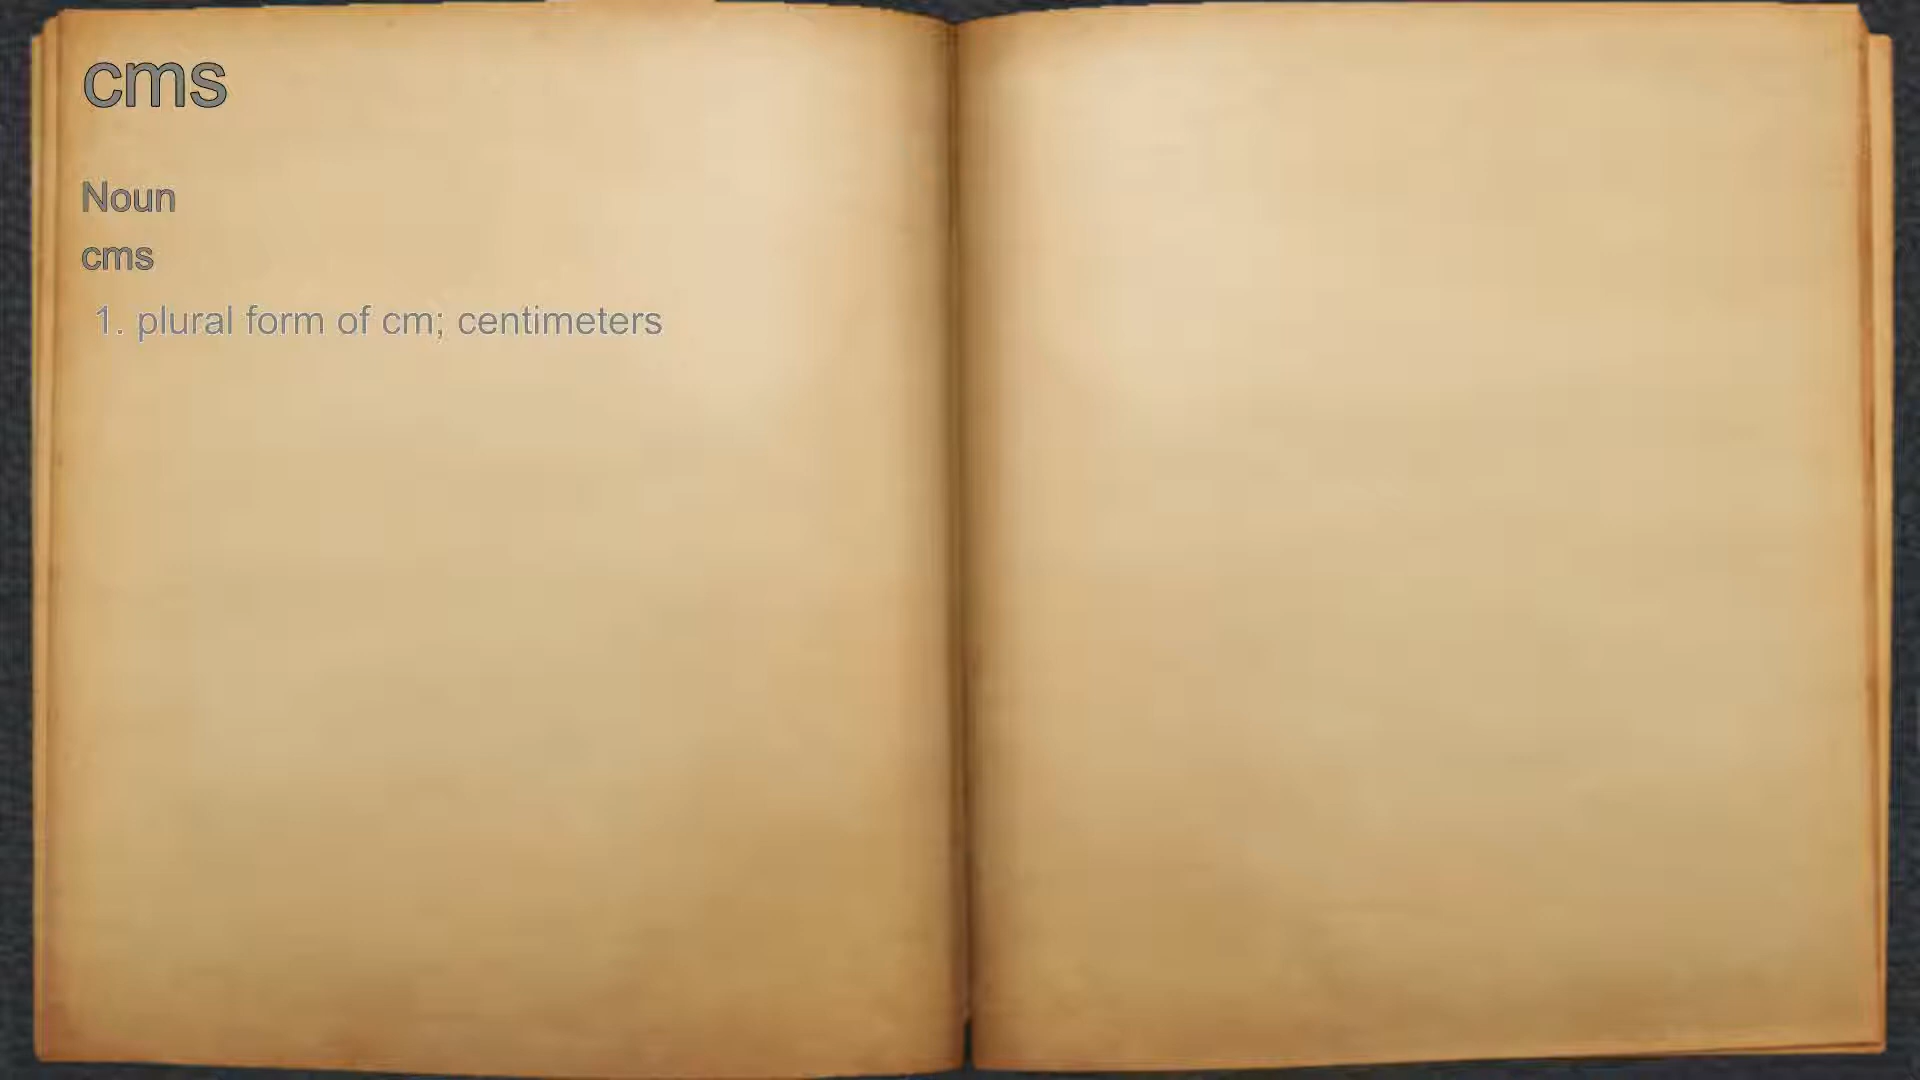 cms
Noun
cms
1. plural form of cm; centimeters